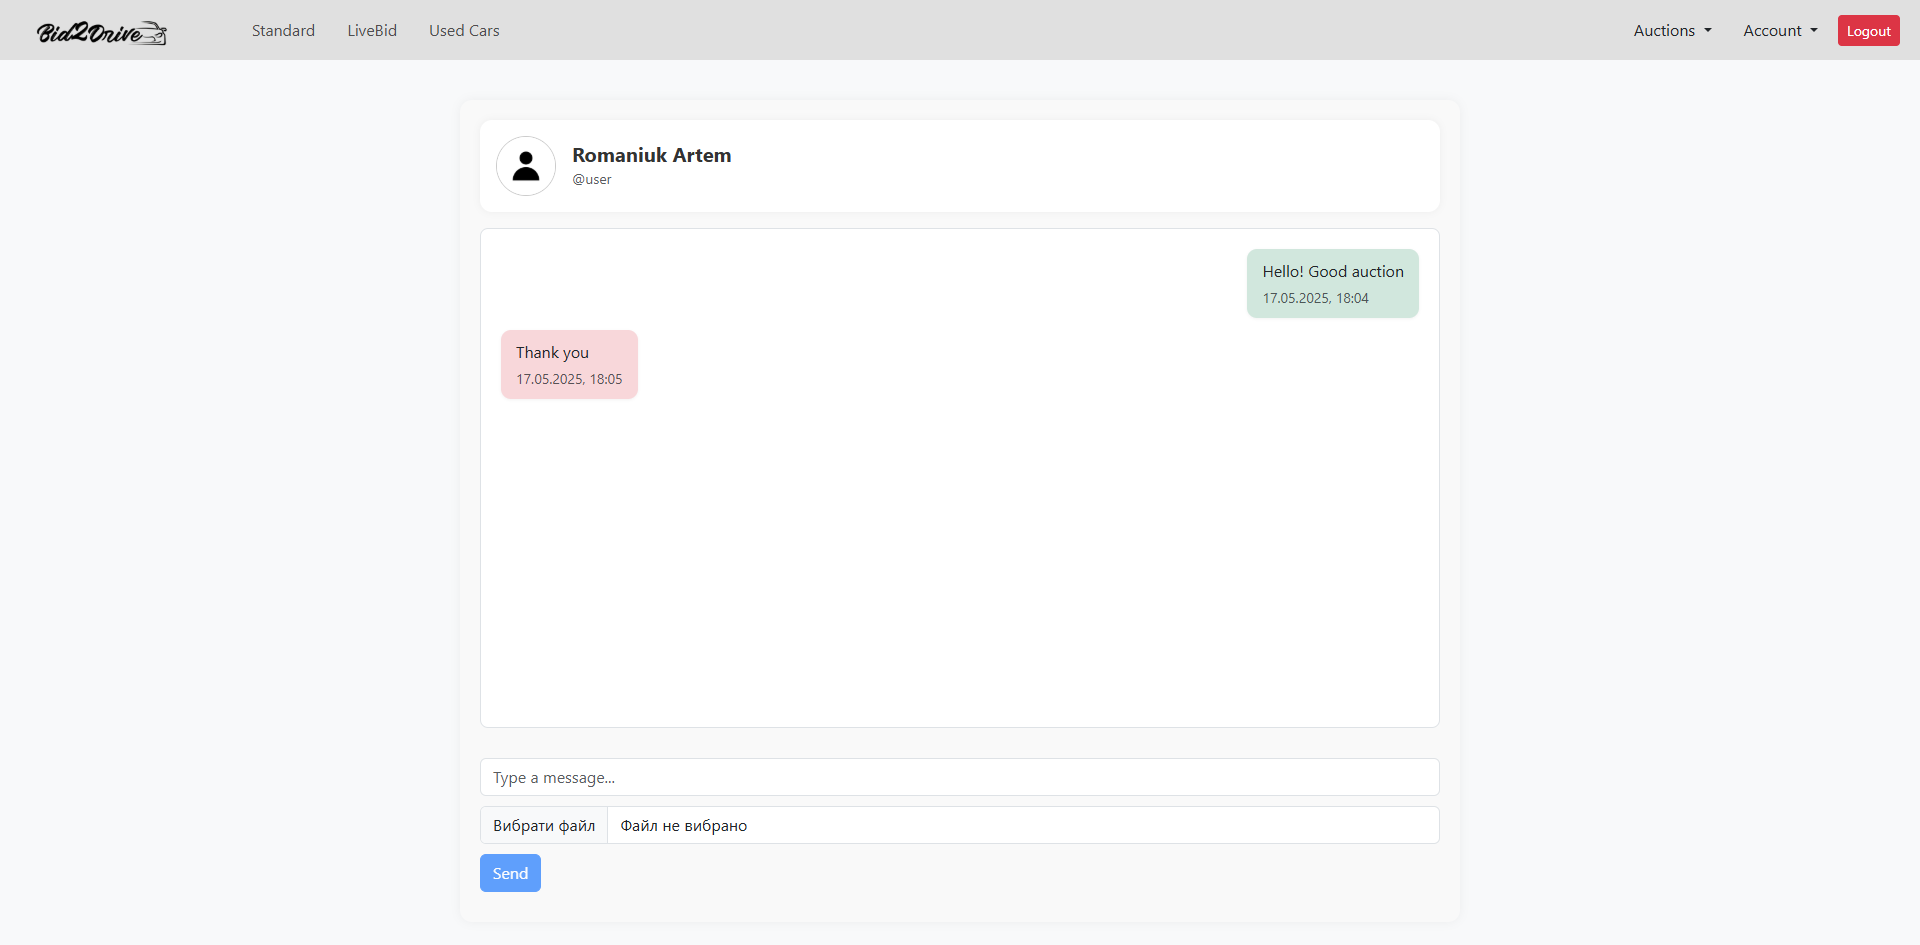 Bid2Drive Standard LiveBid Used Cars Auctions Account Logout
Romaniuk Artem
@user
Hello! Good auction
17.05.2025, 18:04
Thank you
17.05.2025, 18:05
Type a message...
Вибрати файл Файл не вибрано
Send